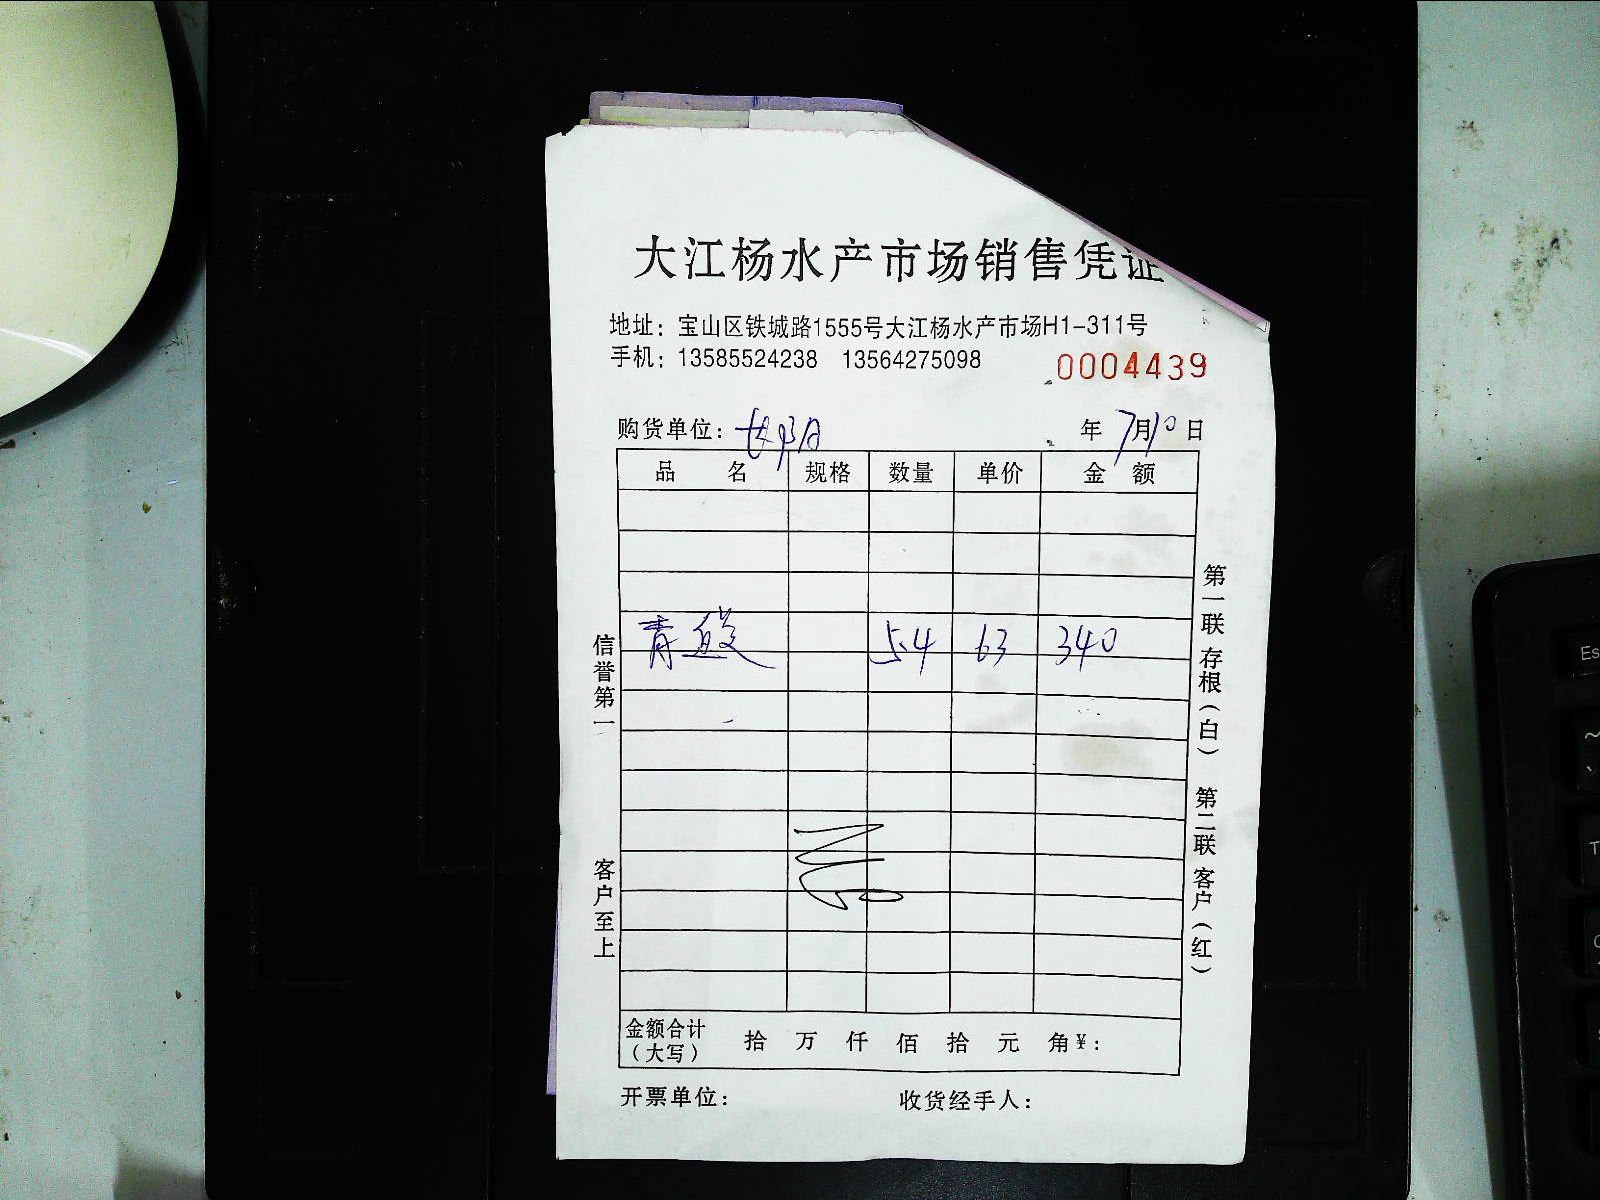 大江杨水产市场销售凭证
地址：宝山区铁城路1555号大江杨水产市场H1-311号
手机：13585524238 13564275098
0004439
购货单位：
年 7月10日
品 名 规格 数量 单价 金 额
青 5.4 63 340
信誉第一
客户至上
第一联 存根（白）
第二联 客户（红）
金额合计（大写） 拾 万 仟 佰 拾 元 角 ¥：
开票单位： 收货经手人：
Es